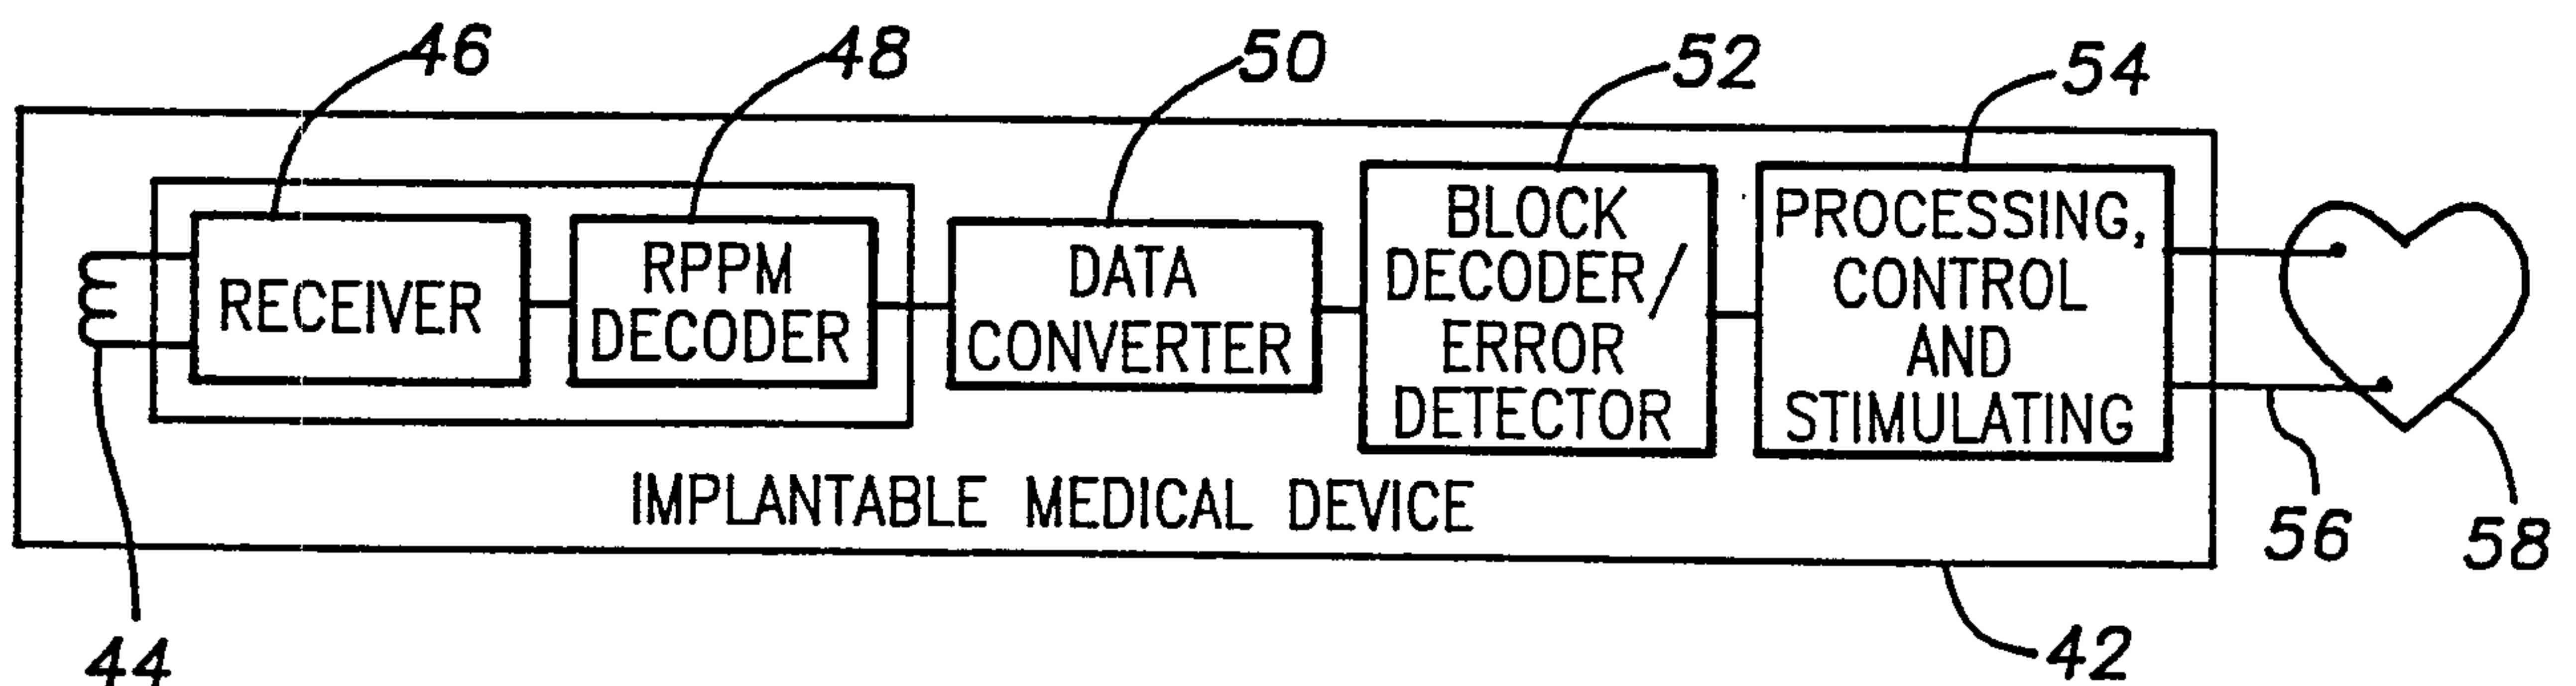 46
48
50
52
54
RECEIVER
RPPM
DECODER
DATA
CONVERTER
BLOCK
DECODER/
ERROR
DETECTOR
PROCESSING,
CONTROL
AND
STIMULATING
IMPLANTABLE MEDICAL DEVICE
56
58
44
42